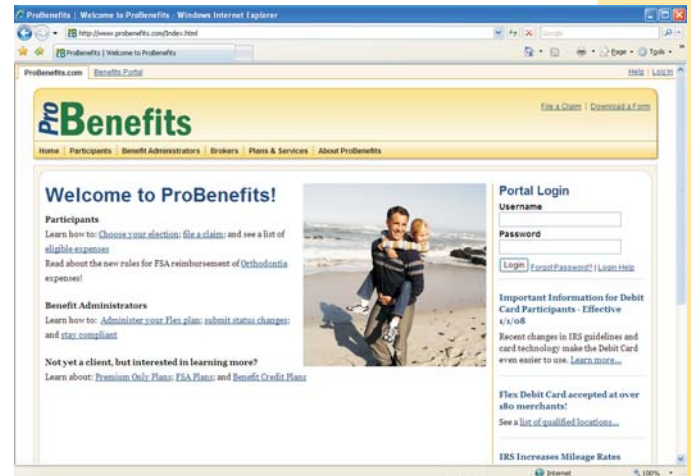 ProBenefits | Welcome to ProBenefits - Windows Internet Explorer
http://www.probenefits.com/Index.html
Google
ProBenefits | Welcome to ProBenefits
Page Tools
ProBenefits.com Benefits Portal
Help | Log In
ProBenefits
File a Claim | Download a Form
Home | Participants | Benefit Administrators | Brokers | Plans & Services | About ProBenefits
Welcome to ProBenefits!
Participants
Learn how to: Choose your election; file a claim; and see a list of
eligible expenses
Read about the new rules for FSA reimbursement of Orthodontia
expenses!
Benefit Administrators
Learn how to: Administer your Flex plan; submit status changes;
and stay compliant
Not yet a client, but interested in learning more?
Learn about: Premium Only Plans; FSA Plans; and Benefit Credit Plans
Portal Login
Username
Password
Login Forgot Password? | Login Help
Important Information for Debit
Card Participants - Effective
1/1/08
Recent changes in IRS guidelines and
card technology make the Debit Card
even easier to use. Learn more...
Flex Debit Card accepted at over
180 merchants!
See a list of qualified locations...
IRS Increases Mileage Rates
Internet
100%